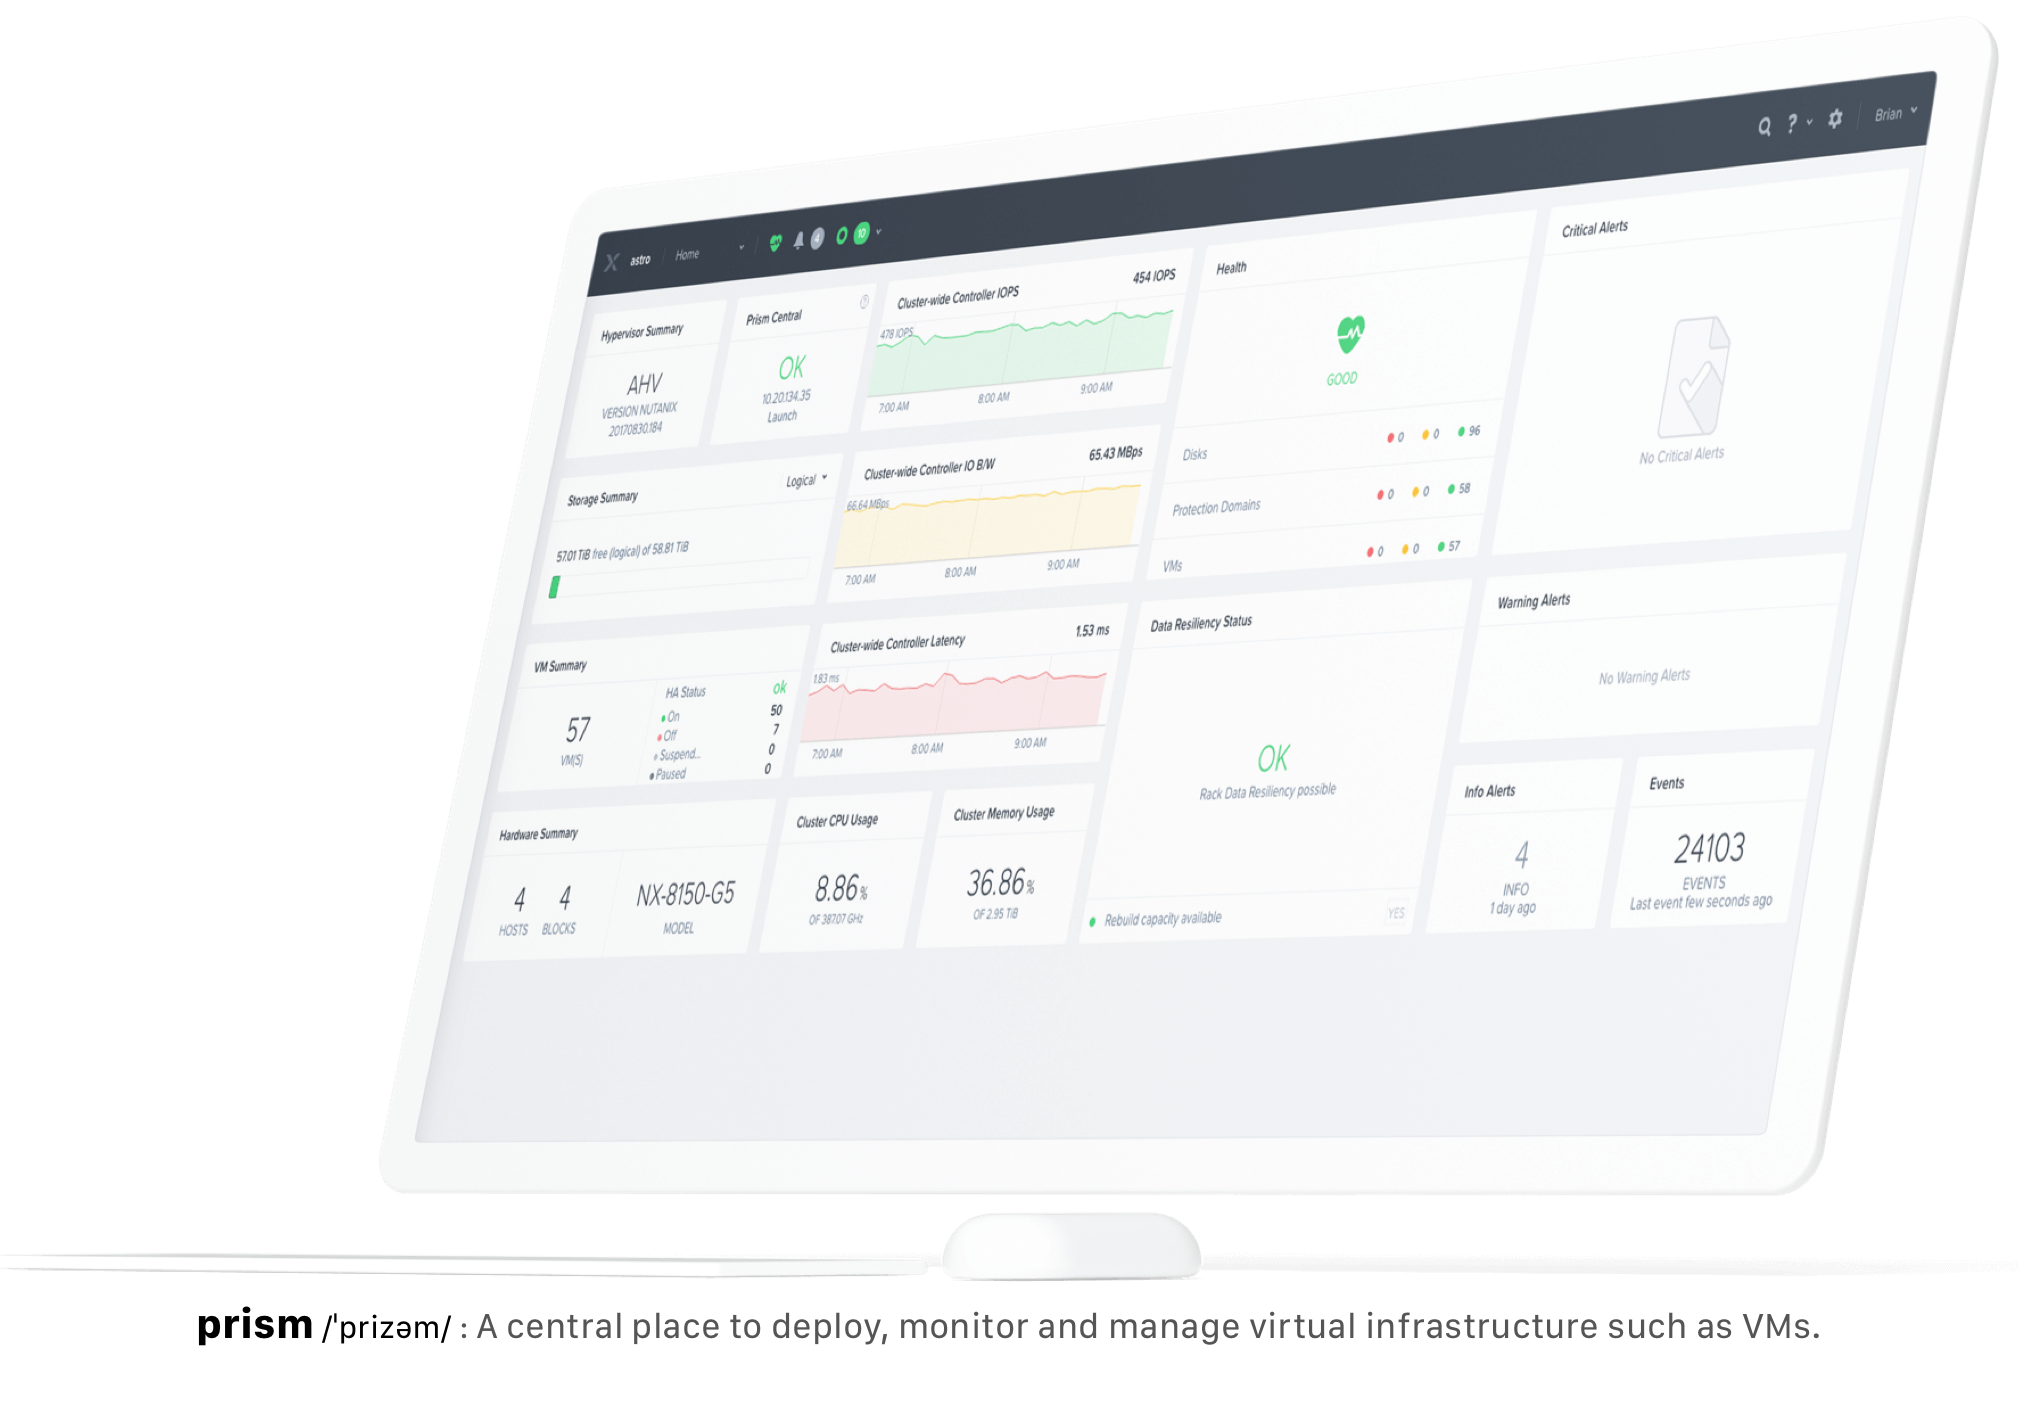 astro Home 4 10
? Brian
Hypervisor Summary
AHV
VERSION NUTANIX
20170830.184
Prism Central
OK
10.20.134.35
Launch
Cluster-wide Controller IOPS 454 IOPS
478 IOPS
7:00 AM 8:00 AM 9:00 AM
Health
GOOD
Disks 0 0 96
Protection Domains 0 0 58
VMs 0 0 57
Critical Alerts
No Critical Alerts
Storage Summary Logical
57.01 TiB free (logical) of 58.81 TiB
Cluster-wide Controller IO B/W 65.43 MBps
66.64 MBps
7:00 AM 8:00 AM 9:00 AM
VM Summary
57
VM(S)
HA Status ok
On 50
Off 7
Suspend... 0
Paused 0
Cluster-wide Controller Latency 1.53 ms
1.83 ms
7:00 AM 8:00 AM 9:00 AM
Data Resiliency Status
OK
Rack Data Resiliency possible
Rebuild capacity available YES
Warning Alerts
No Warning Alerts
Hardware Summary
4
HOSTS
4
BLOCKS
NX-8150-G5
MODEL
Cluster CPU Usage
8.86%
OF 387.07 GHz
Cluster Memory Usage
36.86%
OF 2.95 TiB
Info Alerts
4
INFO
1 day ago
Events
24103
EVENTS
Last event few seconds ago
prism /'prizəm/ : A central place to deploy, monitor and manage virtual infrastructure such as VMs.